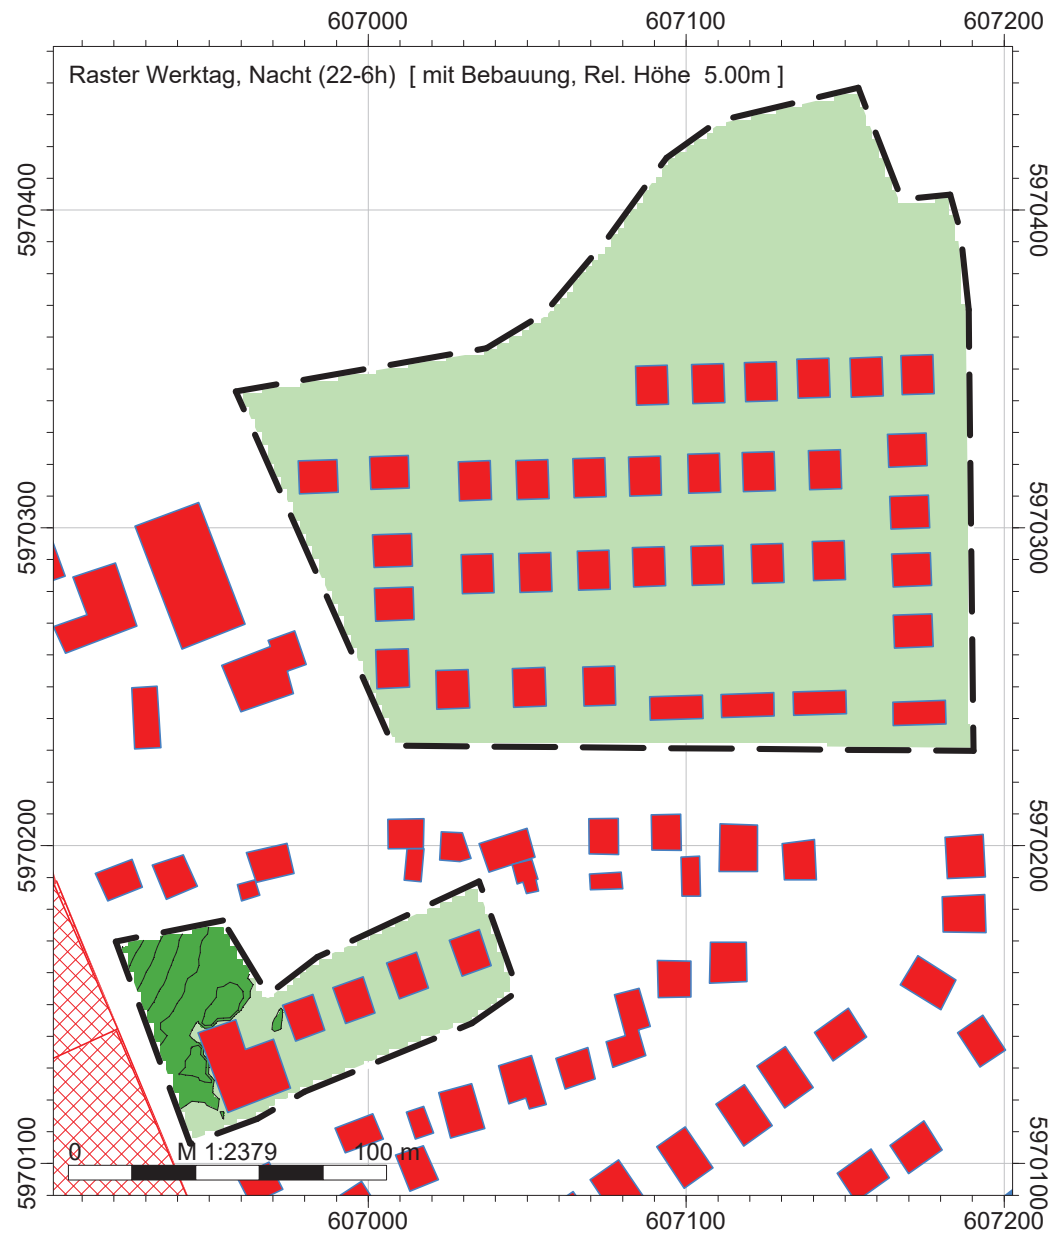 607000 607100 607200
Raster Werktag, Nacht (22-6h) [ mit Bebauung, Rel. Höhe 5.00m ]
5970400 5970400
5970300 5970300
5970200 5970200
5970100 5970100
0 M 1:2379 100 m
607000 607100 607200